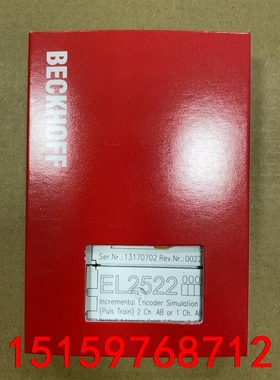 BECKHOFF
Ser.Nr.: 13170702 Rev.Nr.: 0022
EL2522 000
Incremental Encoder Simulation
(Puls Train) 2 Ch. AB or 1 Ch. A
15159768712